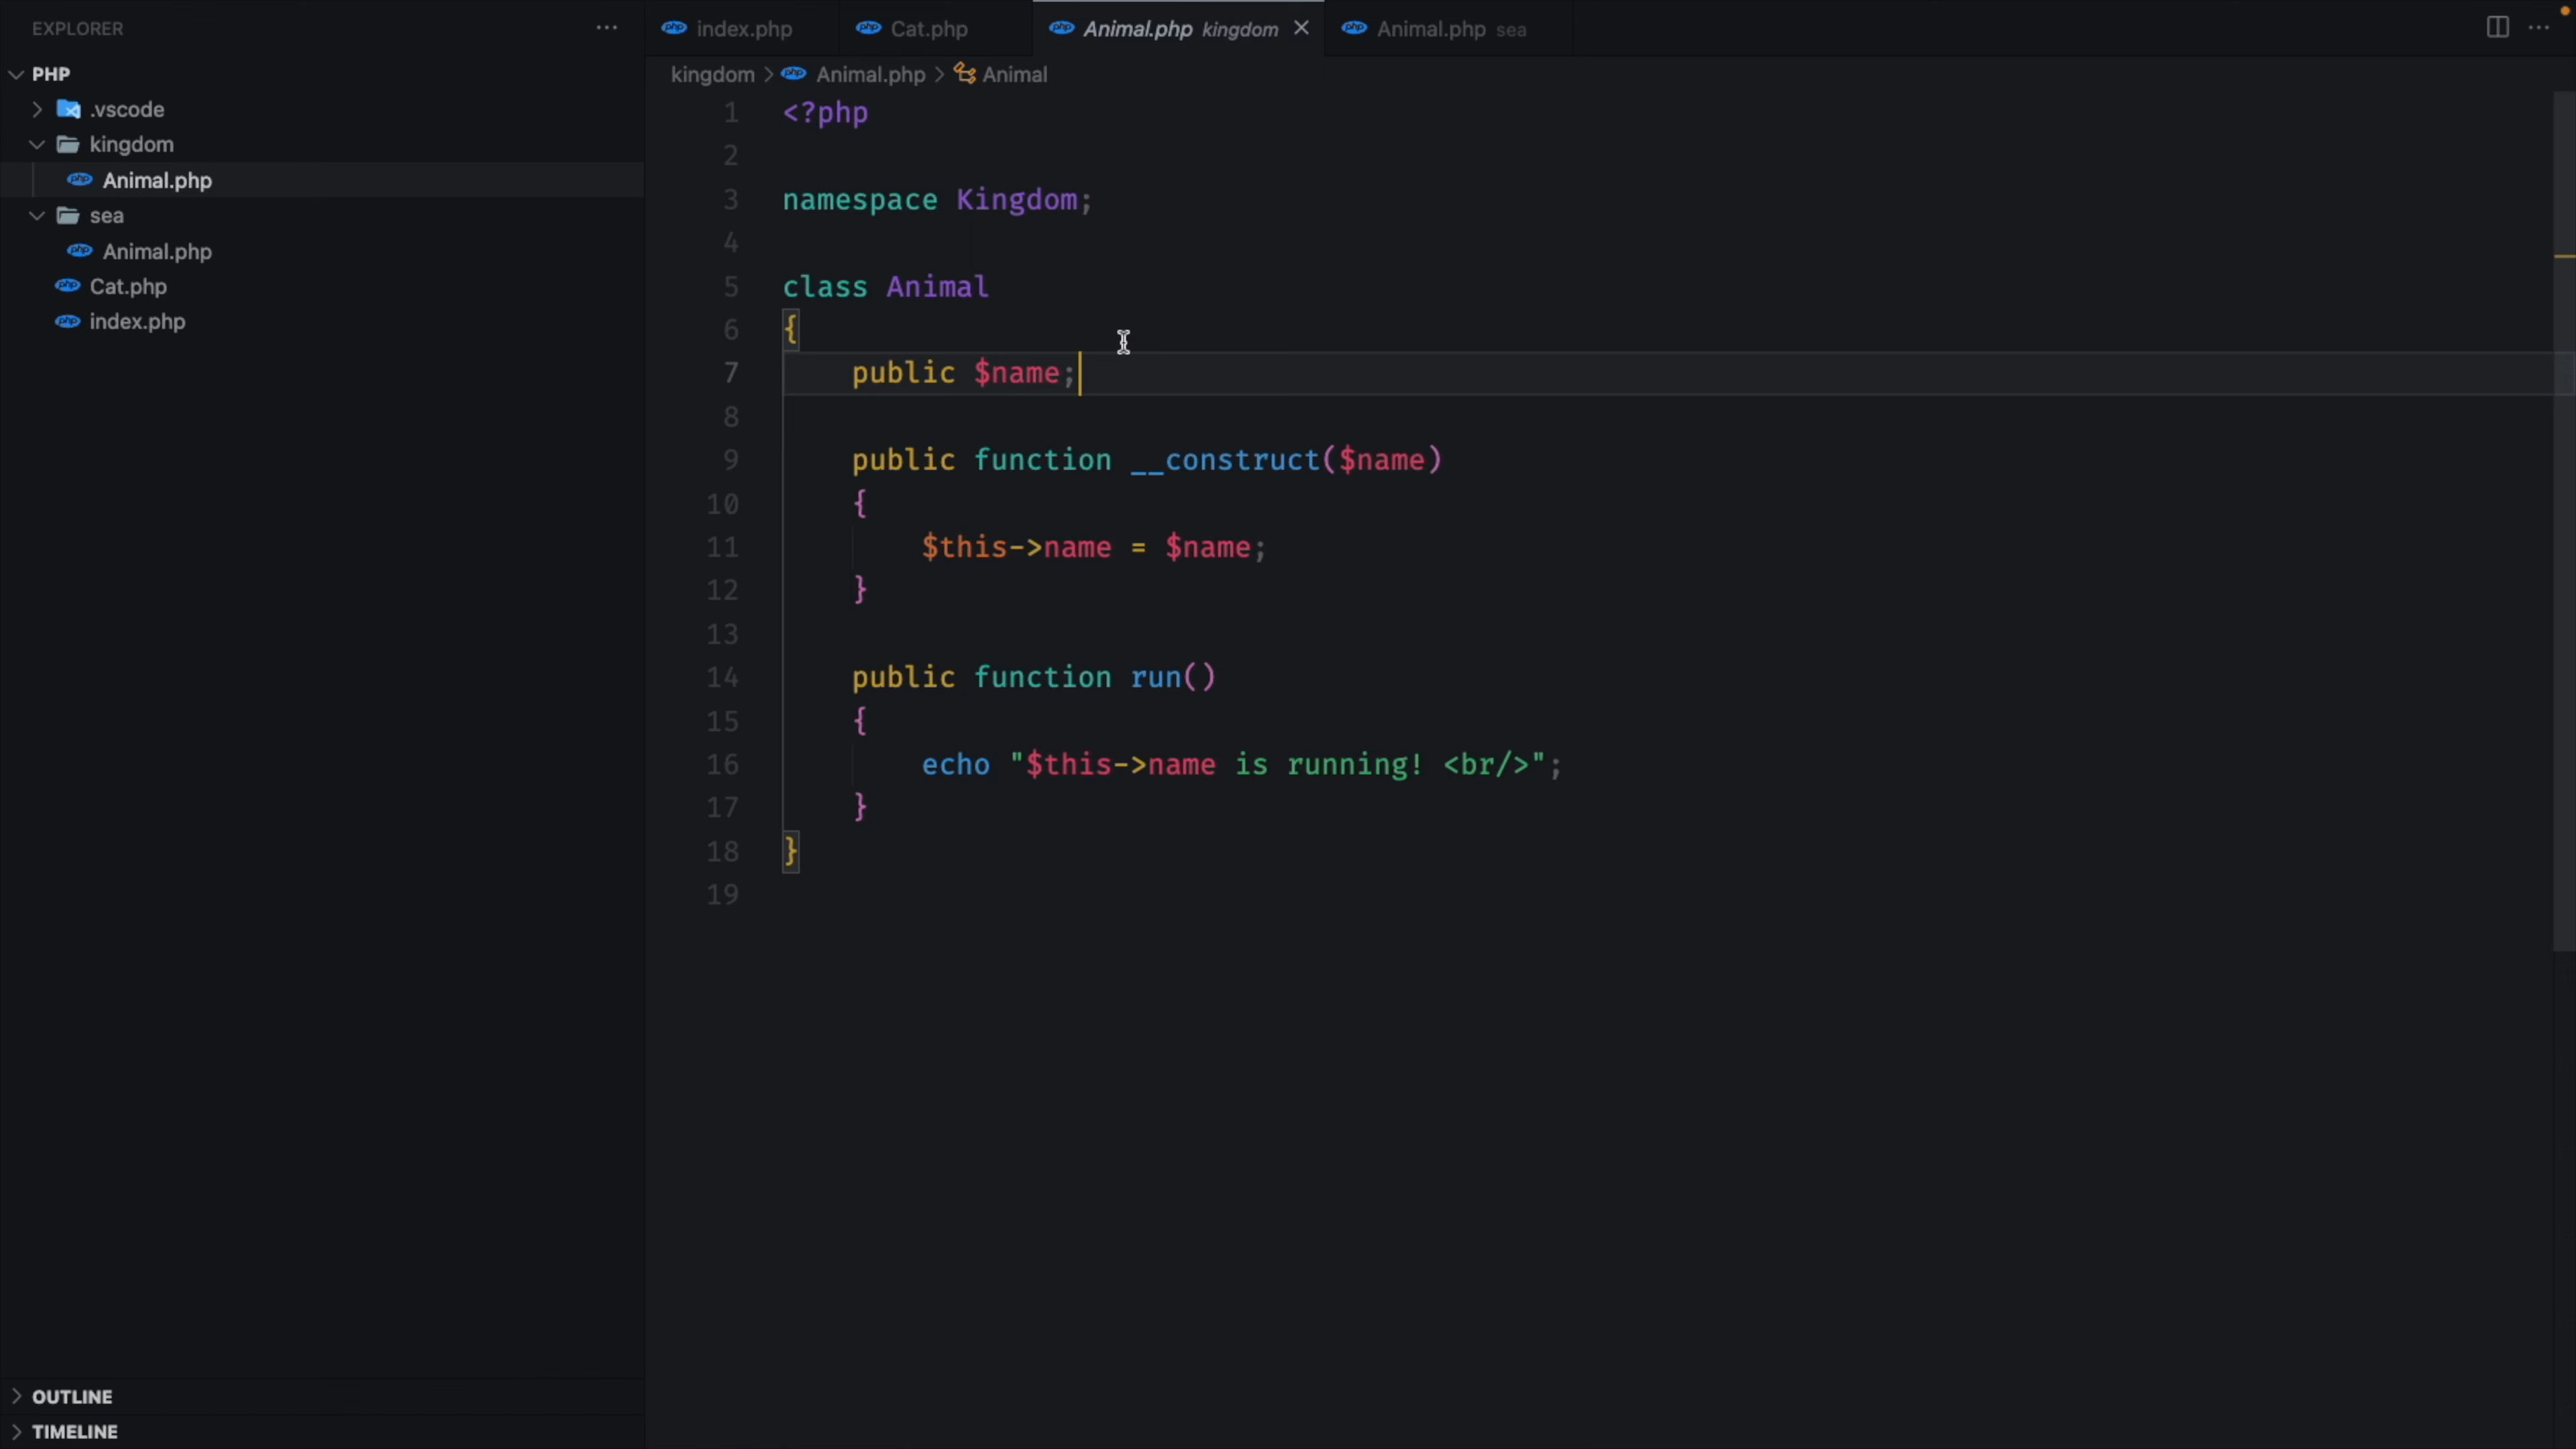 EXPLORER
PHP
.vscode
kingdom
Animal.php
sea
Animal.php
Cat.php
index.php
OUTLINE
TIMELINE
index.php
Cat.php
Animal.php kingdom
Animal.php sea
kingdom > Animal.php > Animal
1 <?php
2
3 namespace Kingdom;
4
5 class Animal
6 {
7 public $name;
8
9 public function __construct($name)
10 {
11 $this->name = $name;
12 }
13
14 public function run()
15 {
16 echo "$this->name is running! <br/>";
17 }
18 }
19